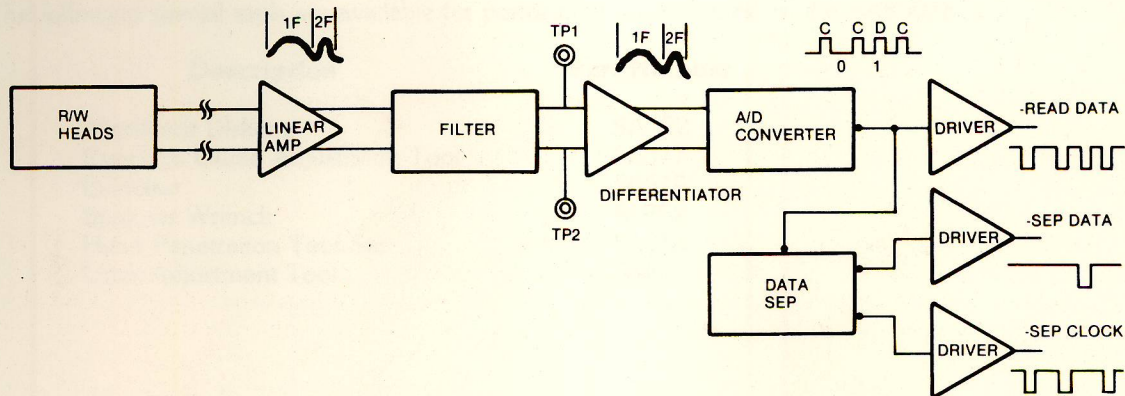 1F 2F
R/W
HEADS
LINEAR
AMP
FILTER
TP1
TP2
1F 2F
DIFFERENTIATOR
A/D
CONVERTER
C C D C
0 1
DRIVER
-READ DATA
DATA
SEP
DRIVER
-SEP DATA
DRIVER
-SEP CLOCK